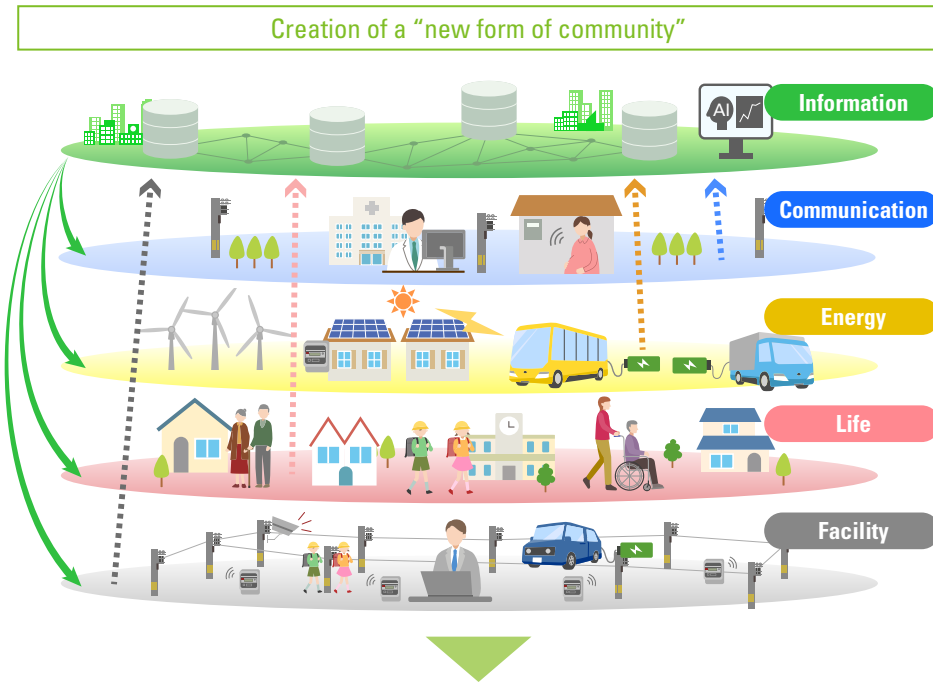 Creation of a “new form of community”
AI
Information
Communication
Energy
Life
Facility